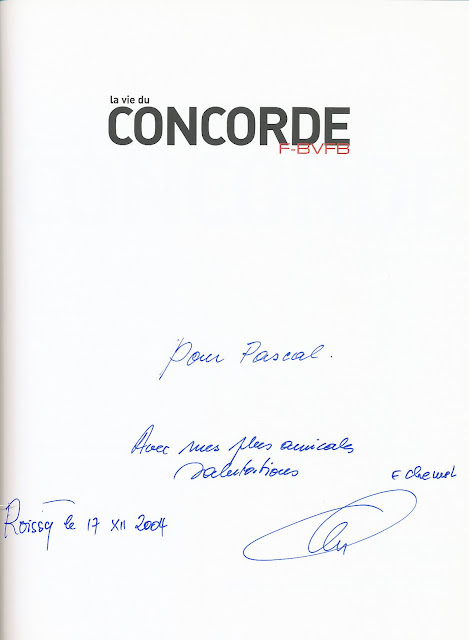 la vie du
CONCORDE
F-BVFB
Pour Pascal.
Avec mes plus amicales
salutations
Roissy le 17 XII 2004